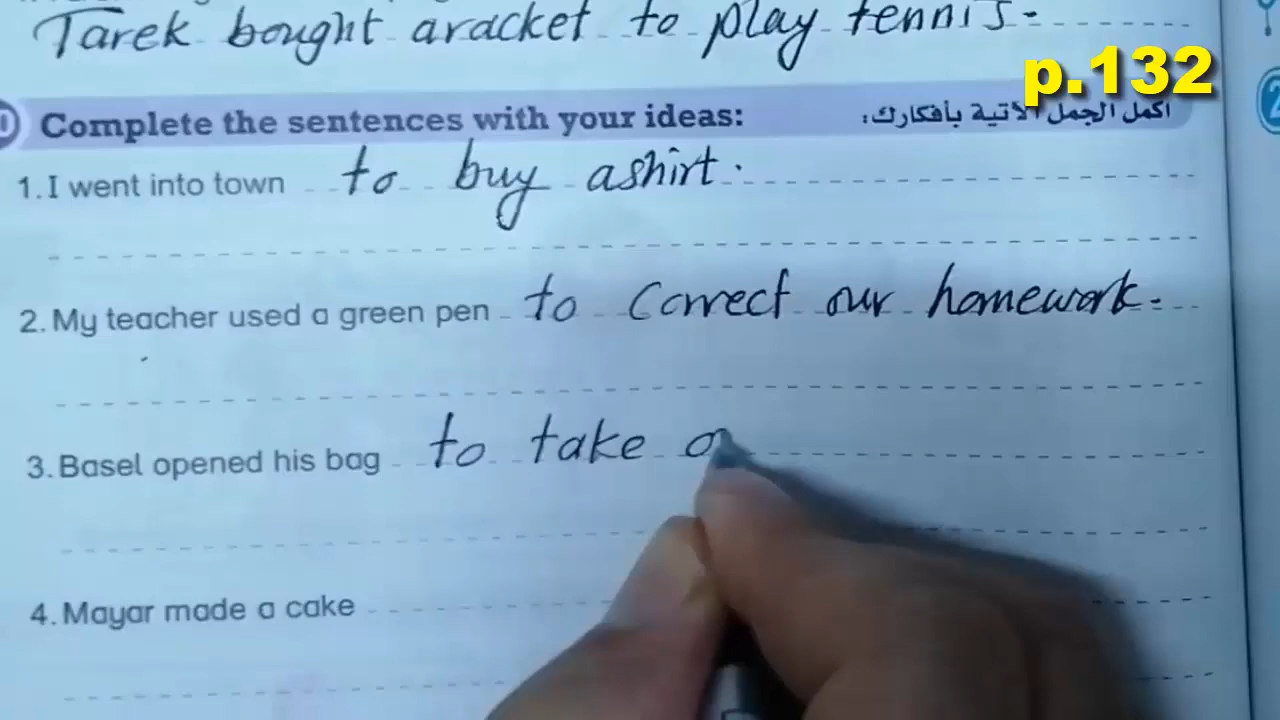 Tarek bought aracket to play tennis.
p.132
Complete the sentences with your ideas:
اكمل الجمل الآتية بأفكارك:
1. I went into town to buy ashirt.
2. My teacher used a green pen to correct our homework.
3. Basel opened his bag to take o
4. Mayar made a cake